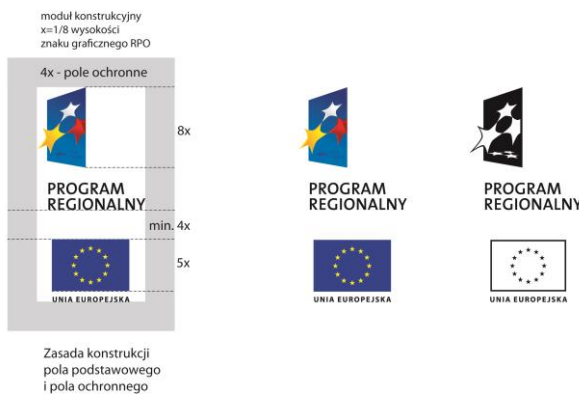 moduł konstrukcyjny
x=1/8 wysokości
znaku graficznego RPO
4x - pole ochronne
8x
PROGRAM
REGIONALNY
min. 4x
5x
UNIA EUROPEJSKA
Zasada konstrukcji
pola podstawowego
i pola ochronnego
PROGRAM
REGIONALNY
UNIA EUROPEJSKA
PROGRAM
REGIONALNY
UNIA EUROPEJSKA